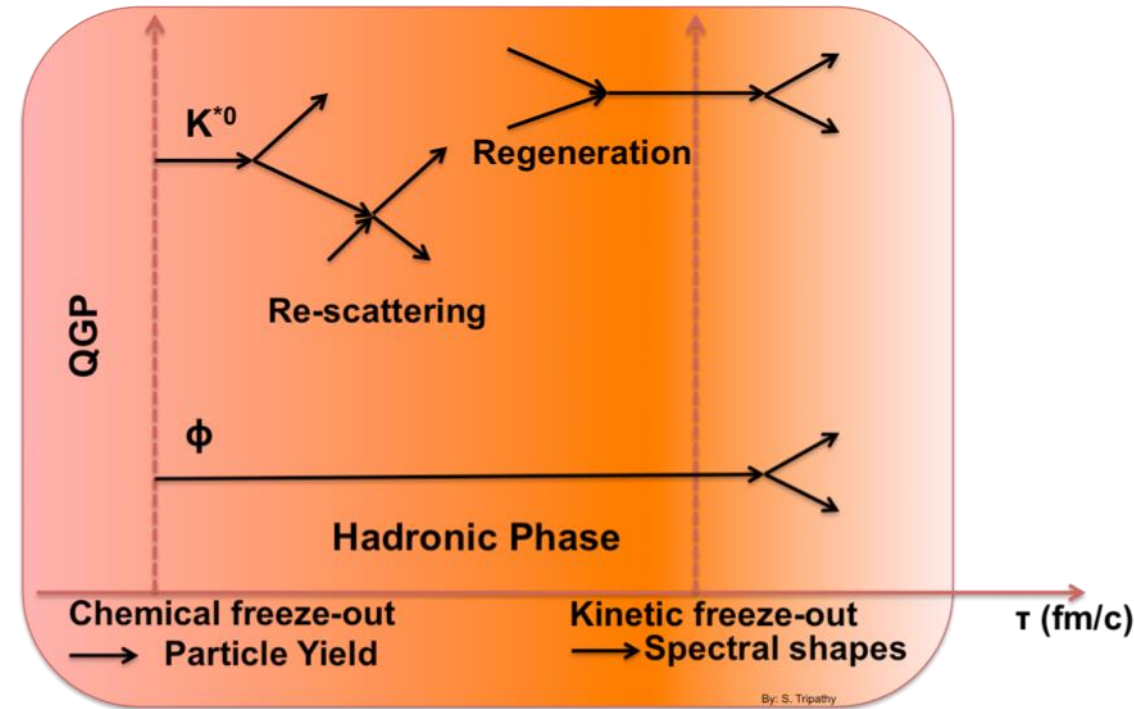 K*0
Regeneration
Re-scattering
QGP
ϕ
Hadronic Phase
Chemical freeze-out
Particle Yield
Kinetic freeze-out
Spectral shapes
τ (fm/c)
By: S. Tripathy